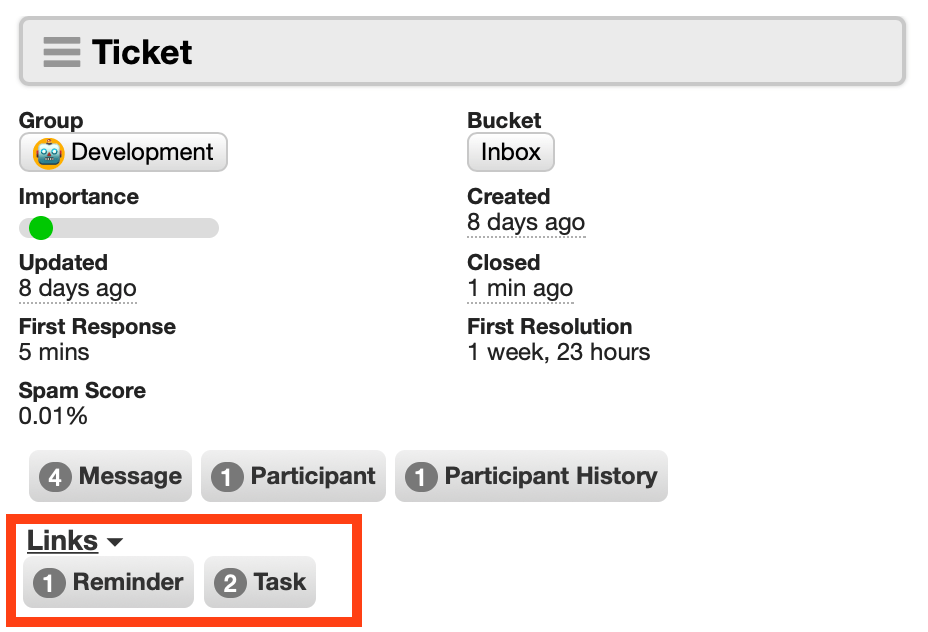 Ticket
Group
Development
Bucket
Inbox
Importance
Created
8 days ago
Updated
8 days ago
Closed
1 min ago
First Response
5 mins
First Resolution
1 week, 23 hours
Spam Score
0.01%
4 Message 1 Participant 1 Participant History
Links
1 Reminder 2 Task